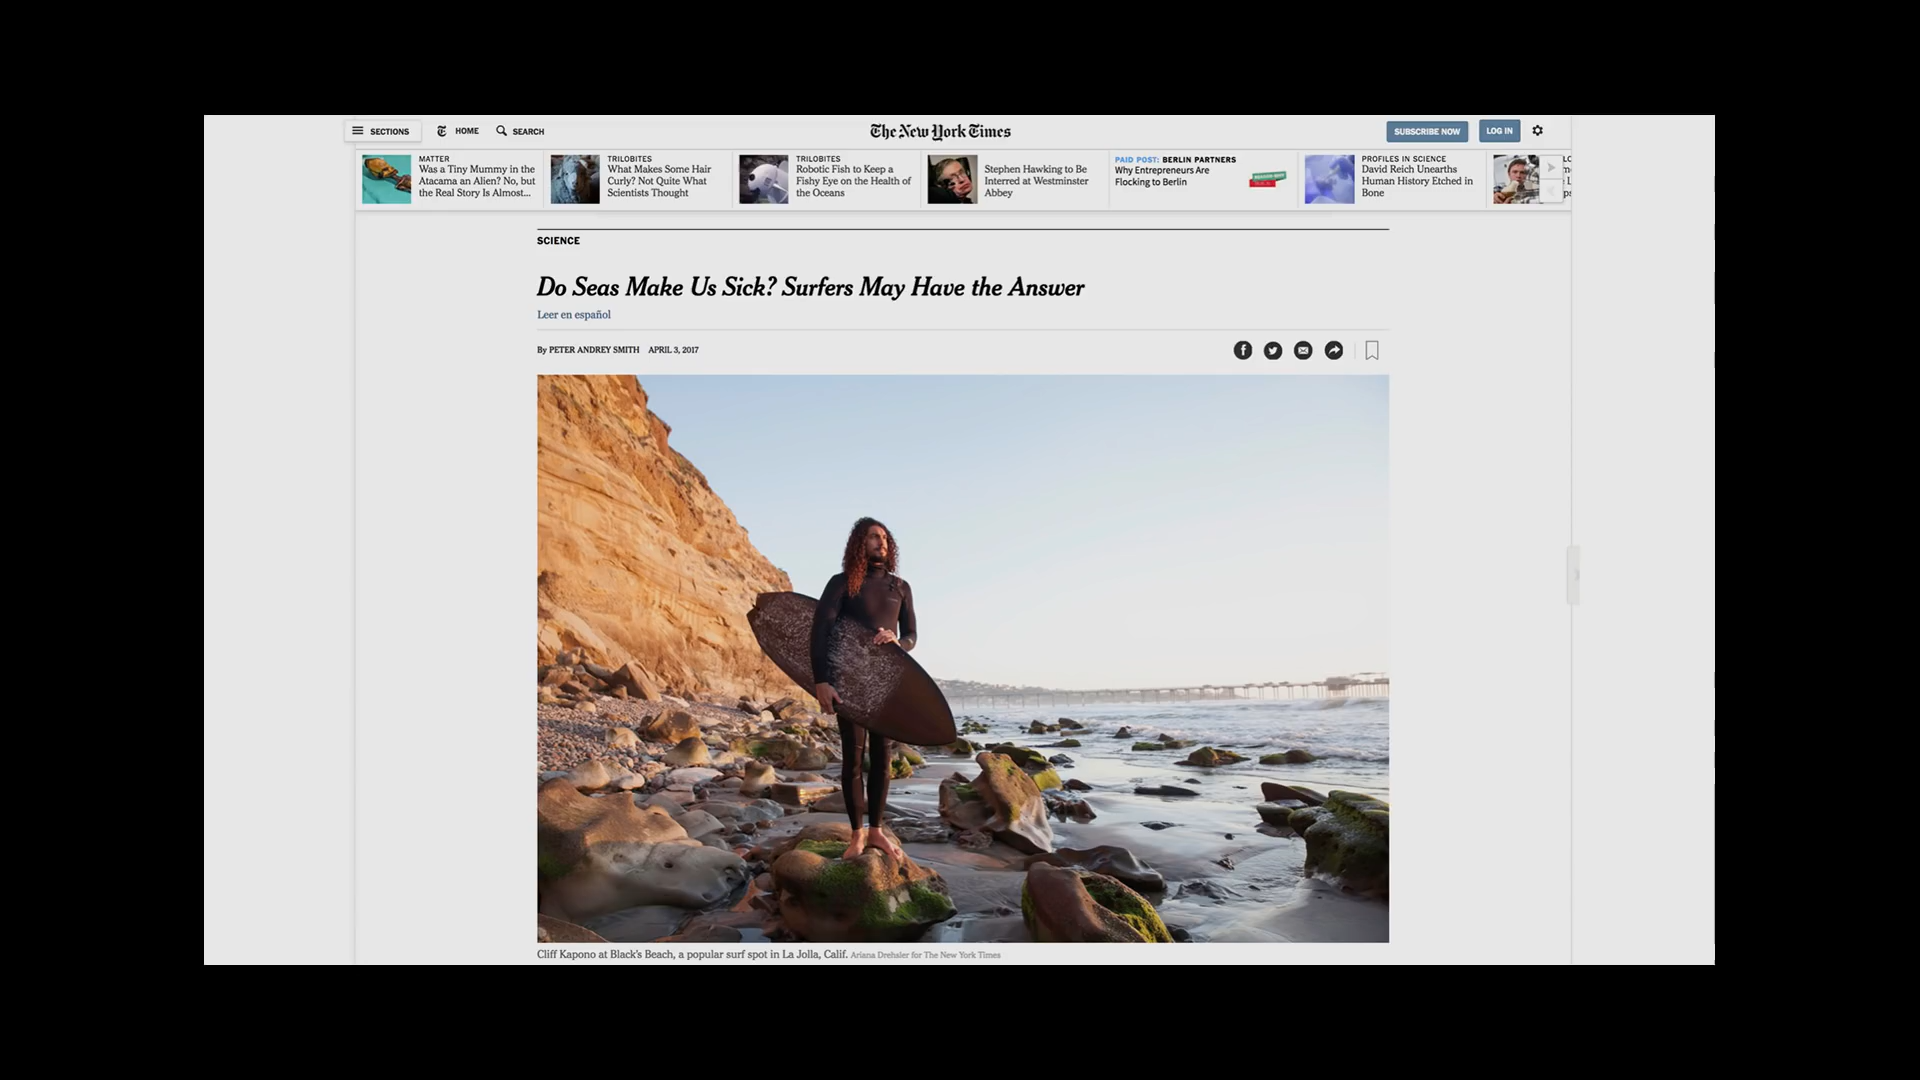 SECTIONS
HOME
SEARCH
The New York Times
SUBSCRIBE NOW
LOG IN
MATTER
Was a Tiny Mummy in the
Atacama an Alien? No, but
the Real Story Is Almost...
TRILOBITES
What Makes Some Hair
Curly? Not Quite What
Scientists Thought
TRILOBITES
Robotic Fish to Keep a
Fishy Eye on the Health of
the Oceans
Stephen Hawking to Be
Interred at Westminster
Abbey
PAID POST: BERLIN PARTNERS
Why Entrepreneurs Are
Flocking to Berlin
PROFILES IN SCIENCE
David Reich Unearths
Human History Etched in
Bone
SCIENCE
Do Seas Make Us Sick? Surfers May Have the Answer
Leer en español
By PETER ANDREY SMITH APRIL 3, 2017
Cliff Kapono at Black's Beach, a popular surf spot in La Jolla, Calif. Ariana Drehsler for The New York Times